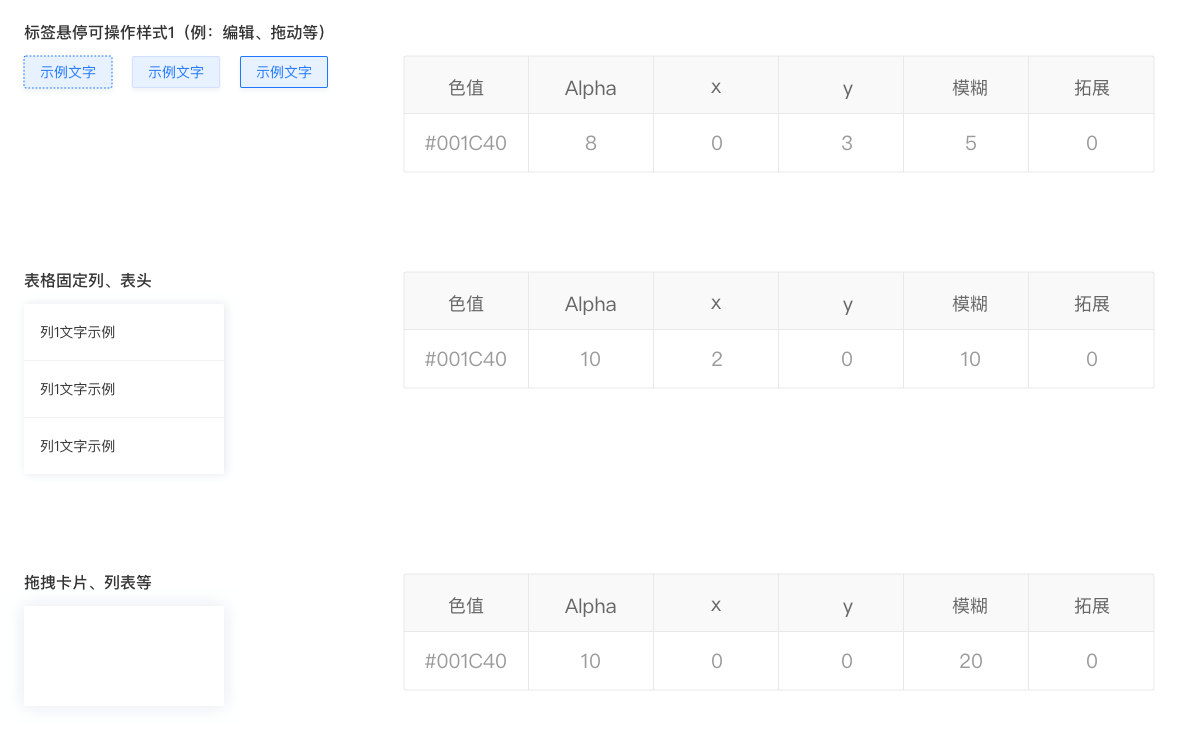 标签悬停可操作样式1（例：编辑、拖动等）
示例文字 示例文字 示例文字
色值 Alpha x y 模糊 拓展
#001C40 8 0 3 5 0
表格固定列、表头
色值 Alpha x y 模糊 拓展
#001C40 10 2 0 10 0
列1文字示例
列1文字示例
列1文字示例
拖拽卡片、列表等
色值 Alpha x y 模糊 拓展
#001C40 10 0 0 20 0